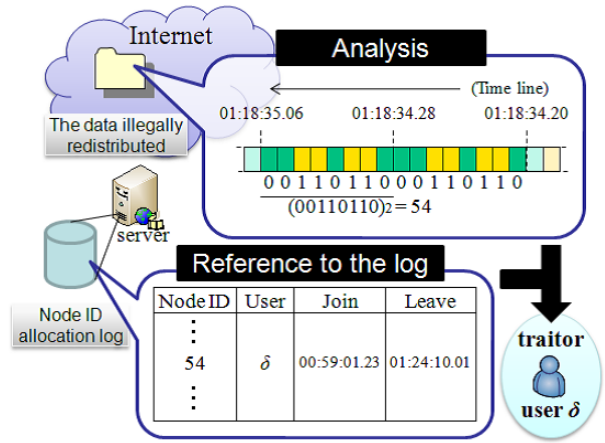 Internet
Analysis
(Time line)
01:18:35.06 01:18:34.28 01:18:34.20
0 0 1 1 0 1 1 0 0 0 1 1 0 1 1 0
(00110110)₂ = 54
The data illegally
redistributed
server
Node ID
allocation log
Reference to the log
Node ID User Join Leave
⋮
54 δ 00:59:01.23 01:24:10.01
⋮
traitor
user δ